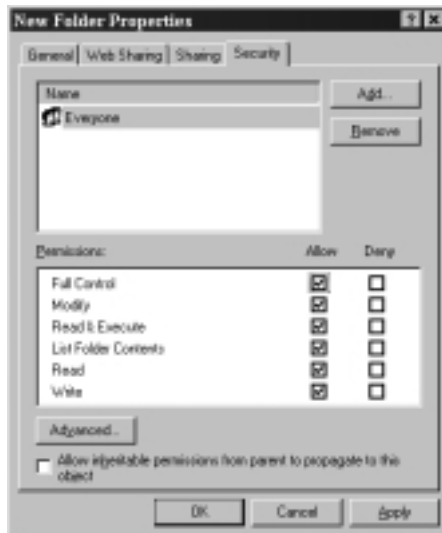 New Folder Properties
General Web Sharing Sharing Security
Name
Everyone
Add...
Remove
Permissions: Allow Deny
Full Control
Modify
Read & Execute
List Folder Contents
Read
Write
Advanced...
Allow inheritable permissions from parent to propagate to this
object
OK Cancel Apply